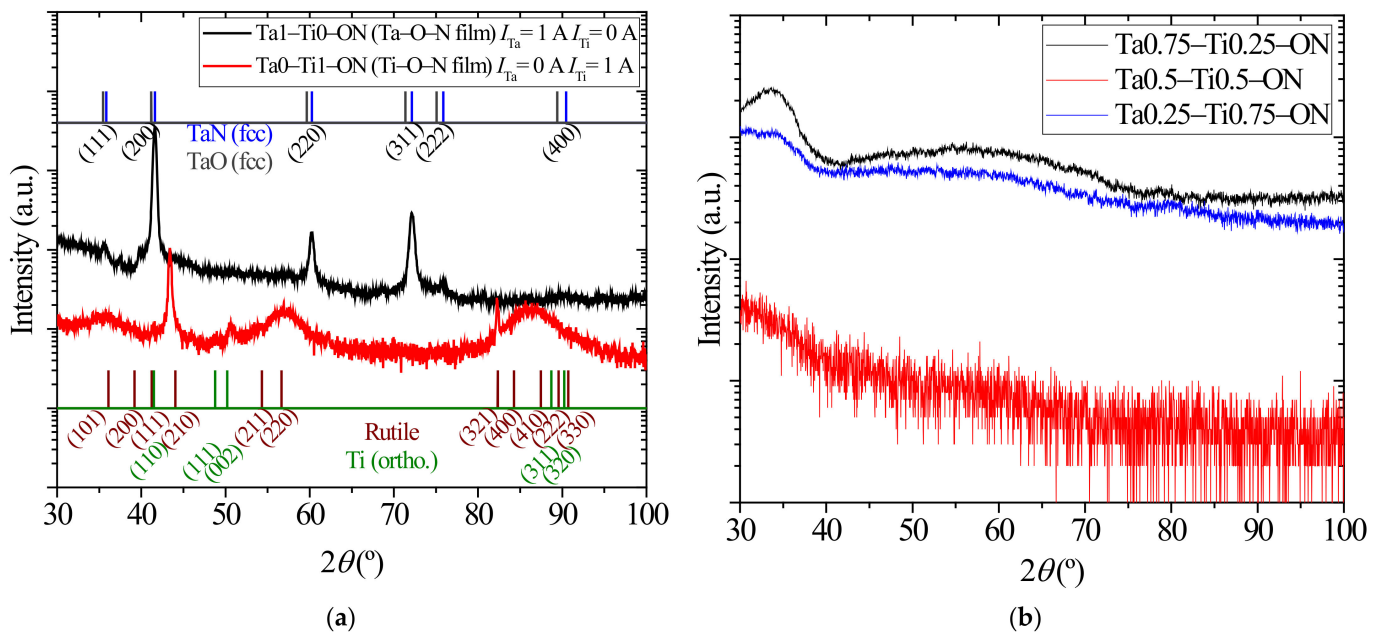 Ta1–Ti0–ON (Ta–O–N film) I_Ta = 1 A I_Ti = 0 A
Ta0–Ti1–ON (Ti–O–N film) I_Ta = 0 A I_Ti = 1 A
(111) (200) (220) (311) (222) (400)
TaN (fcc)
TaO (fcc)
Intensity (a.u.)
(101) (200) (111) (210) (211) (220) (321) (400) (410) (222) (330)
Rutile
(110) (111) (002) (311) (320)
Ti (ortho.)
30 40 50 60 70 80 90 100
2θ (º)
(a)
Ta0.75–Ti0.25–ON
Ta0.5–Ti0.5–ON
Ta0.25–Ti0.75–ON
Intensity (a.u.)
30 40 50 60 70 80 90 100
2θ (º)
(b)